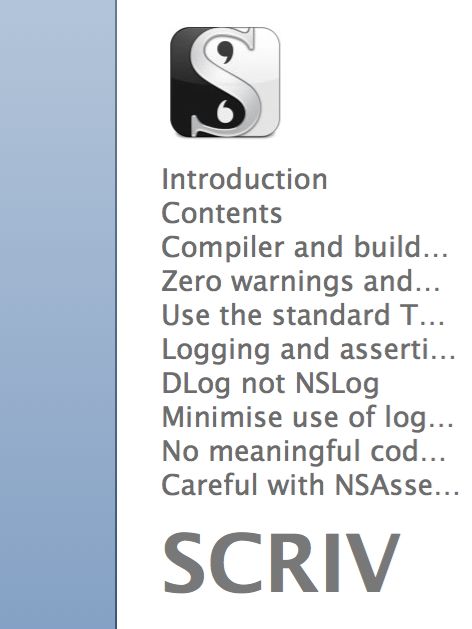 Introduction
Contents
Compiler and build...
Zero warnings and...
Use the standard T...
Logging and asserti...
DLog not NSLog
Minimise use of log...
No meaningful cod...
Careful with NSAsse...
SCRIV